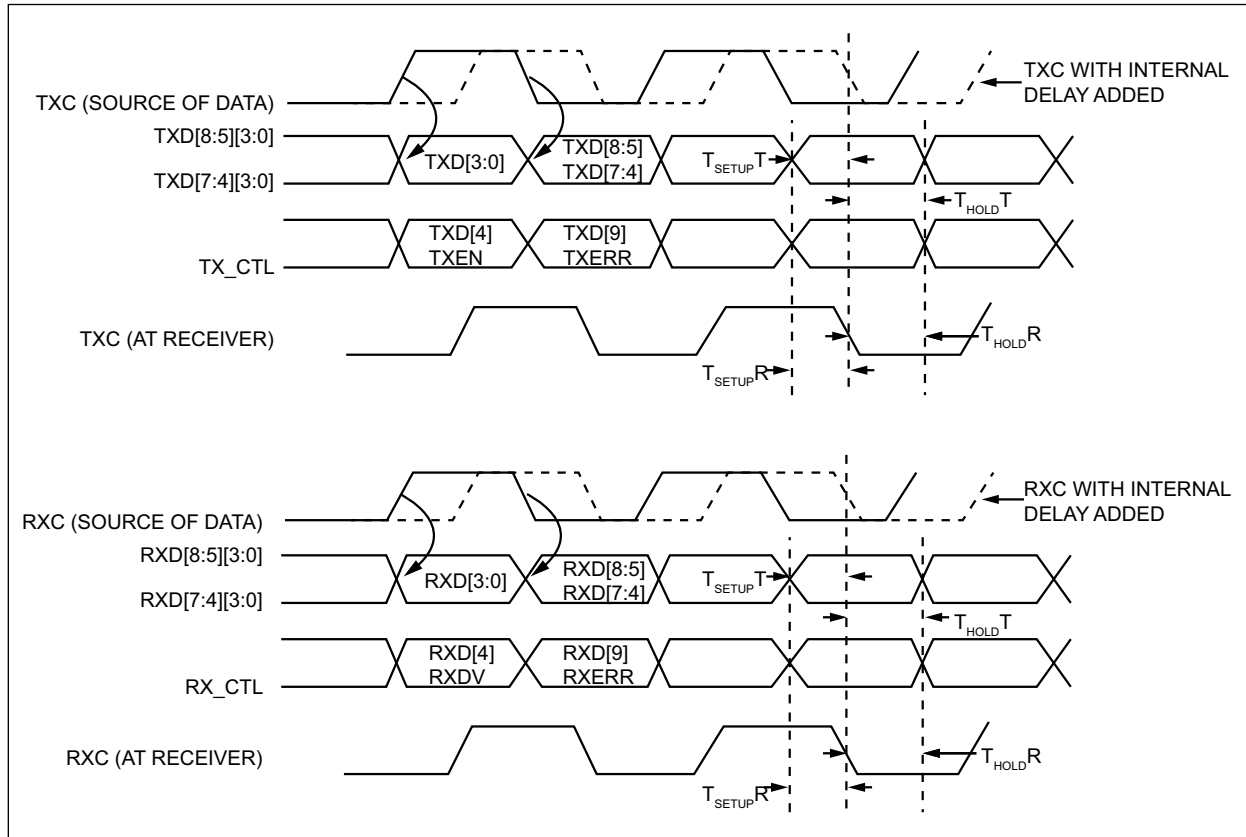 TXC WITH INTERNAL
DELAY ADDED
TXC (SOURCE OF DATA)
TXD[8:5][3:0]
TXD[7:4][3:0]
TXD[3:0]
TXD[8:5]
TXD[7:4]
TSETUPT
THOLDT
TX_CTL
TXD[4]
TXEN
TXD[9]
TXERR
TXC (AT RECEIVER)
THOLDR
TSETUPR
RXC WITH INTERNAL
DELAY ADDED
RXC (SOURCE OF DATA)
RXD[8:5][3:0]
RXD[7:4][3:0]
RXD[3:0]
RXD[8:5]
RXD[7:4]
TSETUPT
THOLDT
RX_CTL
RXD[4]
RXDV
RXD[9]
RXERR
RXC (AT RECEIVER)
THOLDR
TSETUPR